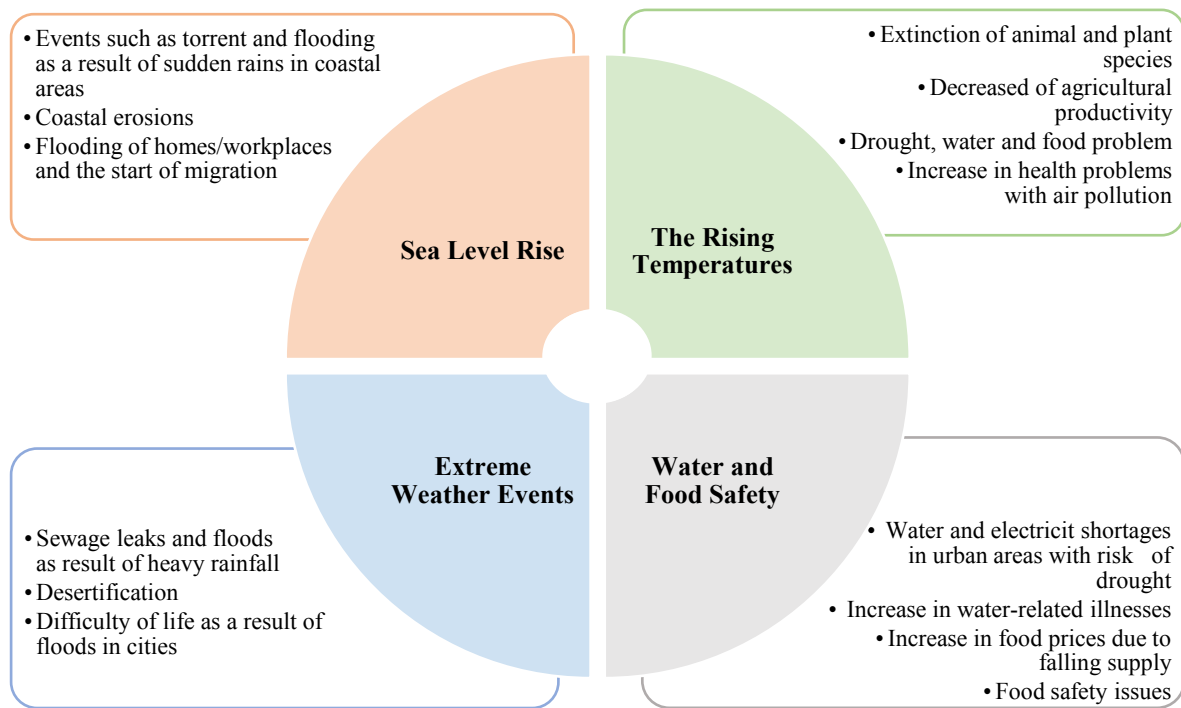 • Events such as torrent and flooding
as a result of sudden rains in coastal
areas
• Coastal erosions
• Flooding of homes/workplaces
and the start of migration
Sea Level Rise
• Extinction of animal and plant
species
• Decreased of agricultural
productivity
• Drought, water and food problem
• Increase in health problems
with air pollution
The Rising
Temperatures
Extreme
Weather Events
• Sewage leaks and floods
as result of heavy rainfall
• Desertification
• Difficulty of life as a result of
floods in cities
Water and
Food Safety
• Water and electricit shortages
in urban areas with risk of
drought
• Increase in water-related illnesses
• Increase in food prices due to
falling supply
• Food safety issues